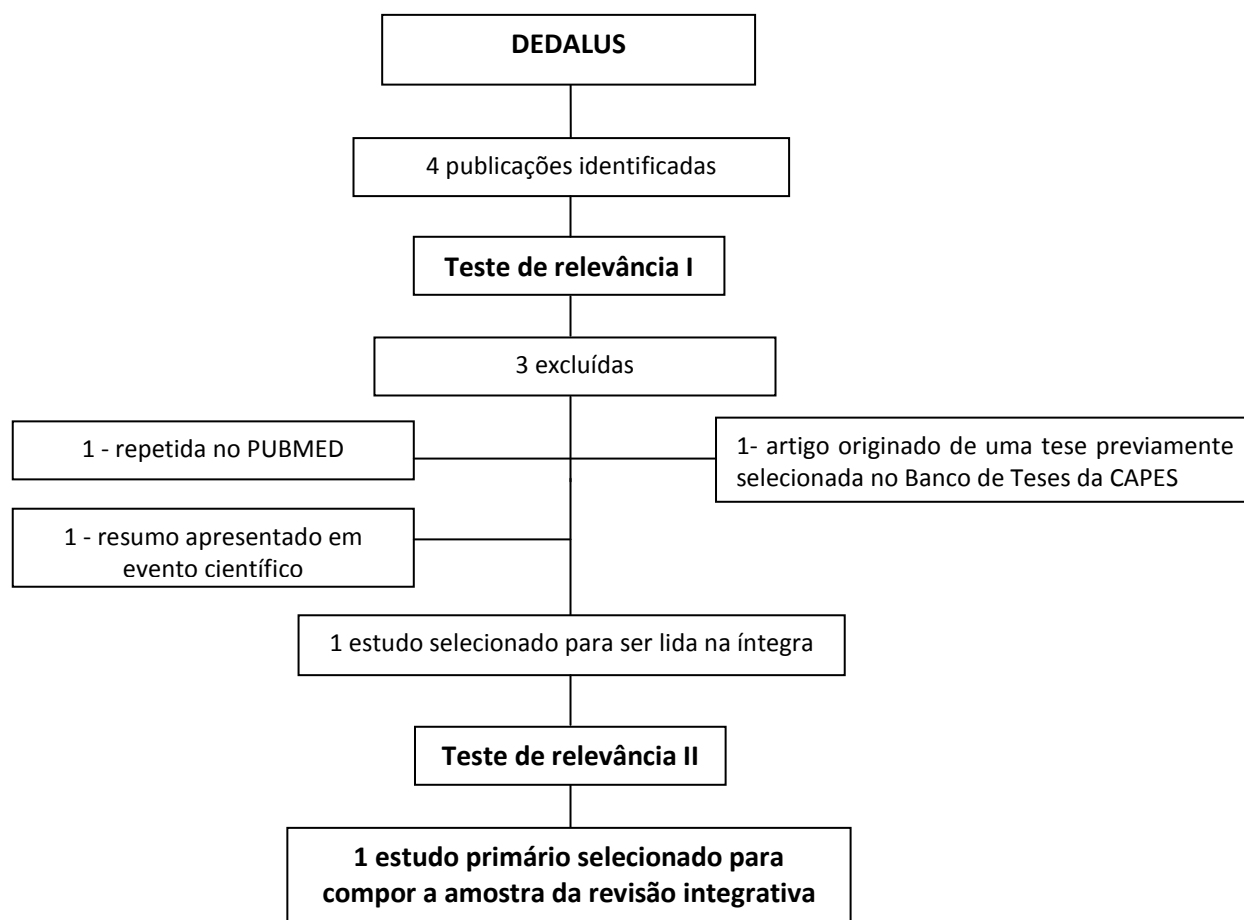 DEDALUS
4 publicações identificadas
Teste de relevância I
3 excluídas
1 - repetida no PUBMED
1- artigo originado de uma tese previamente
selecionada no Banco de Teses da CAPES
1 - resumo apresentado em
evento científico
1 estudo selecionado para ser lida na íntegra
Teste de relevância II
1 estudo primário selecionado para
compor a amostra da revisão integrativa